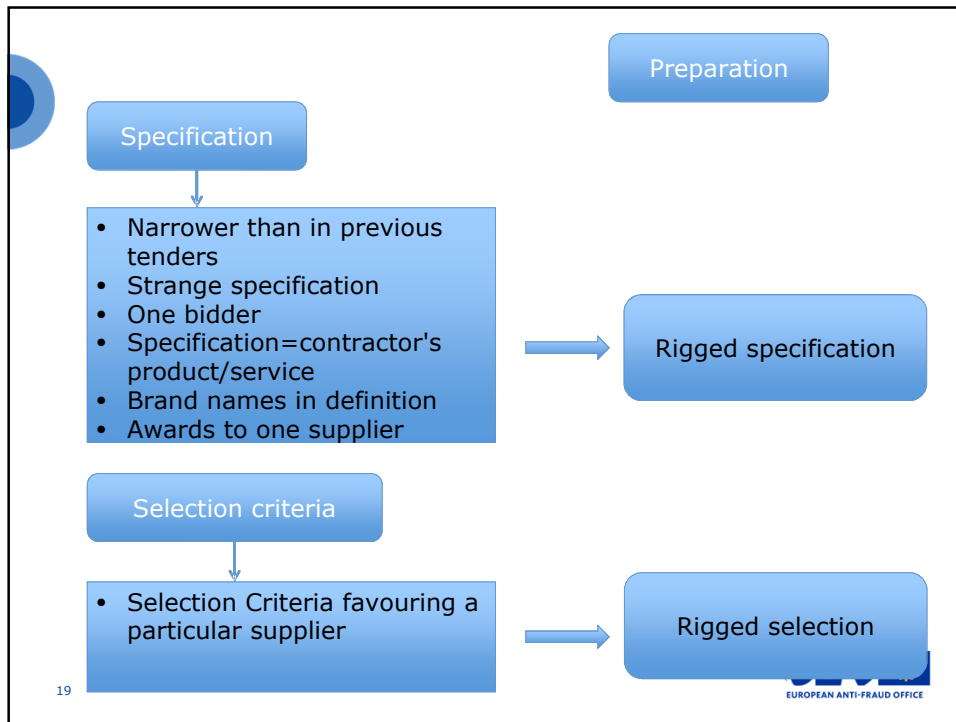 Preparation
Specification
• Narrower than in previous
tenders
• Strange specification
• One bidder
• Specification=contractor's
product/service
• Brand names in definition
• Awards to one supplier
Rigged specification
Selection criteria
• Selection Criteria favouring a
particular supplier
Rigged selection
19
EUROPEAN ANTI-FRAUD OFFICE